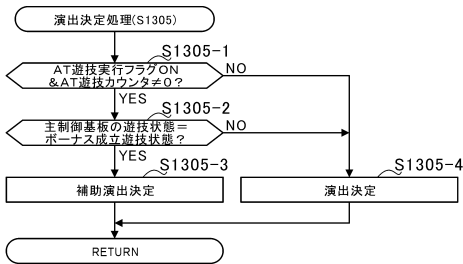 演出決定処理(S1305)
S1305-1
AT遊技実行フラグON
&AT遊技カウンタ≠0?
NO
YES
S1305-2
主制御基板の遊技状態=
ボーナス成立遊技状態?
NO
YES
S1305-3
S1305-4
補助演出決定
演出決定
RETURN